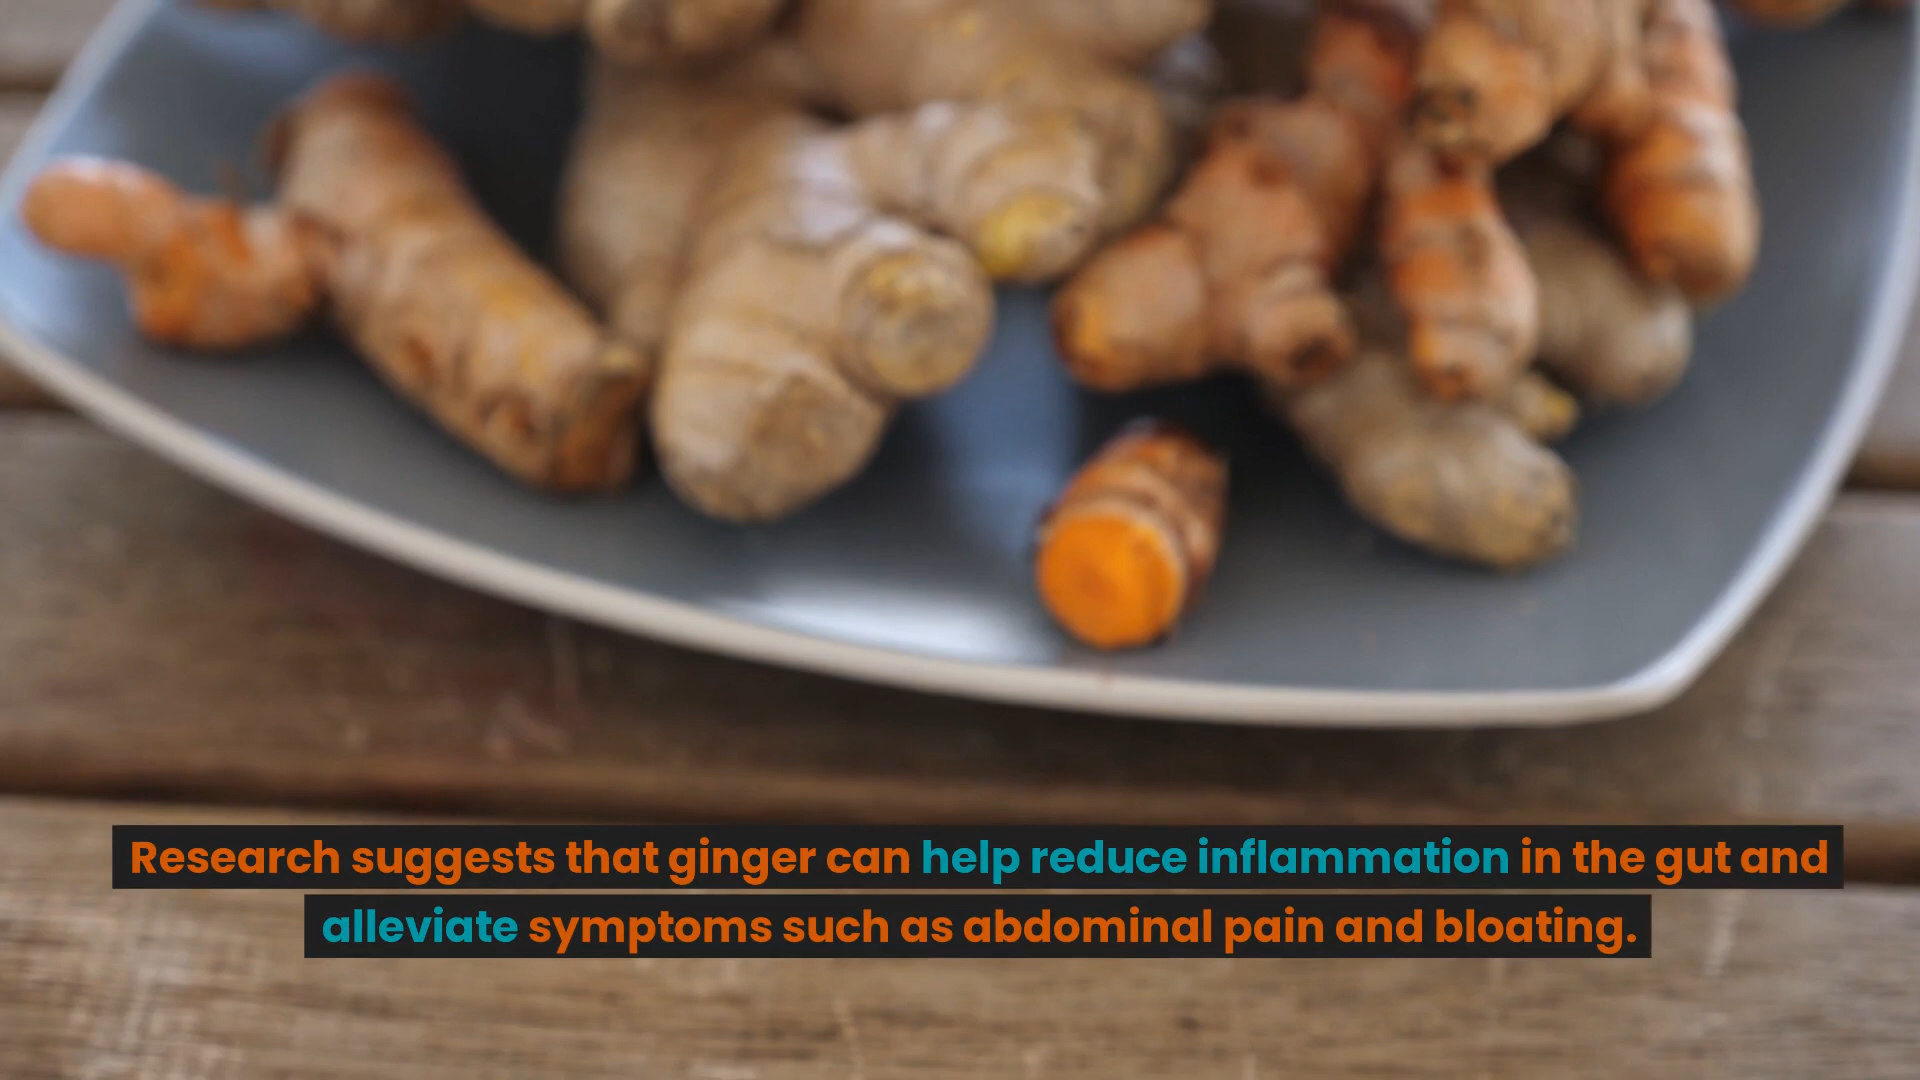 Research suggests that ginger can help reduce inflammation in the gut and
alleviate symptoms such as abdominal pain and bloating.